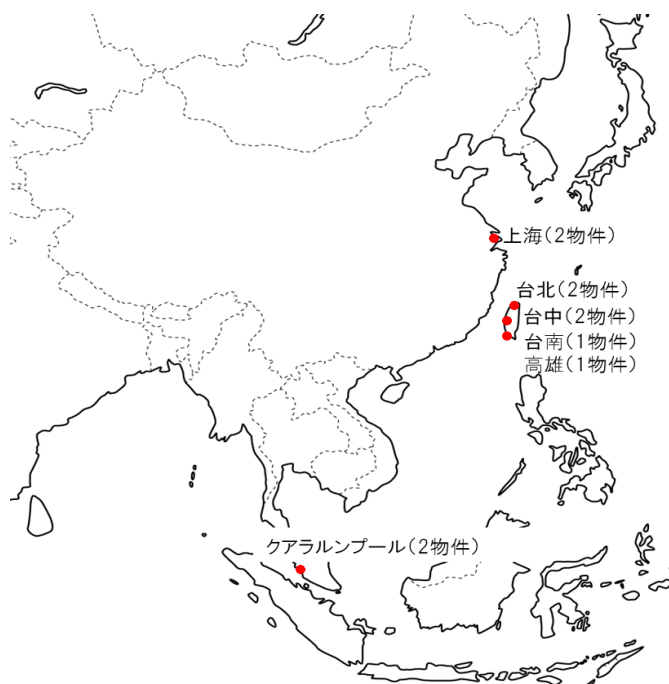 上海（2物件）
台北（2物件）
台中（2物件）
台南（1物件）
高雄（1物件）
クアラルンプール（2物件）